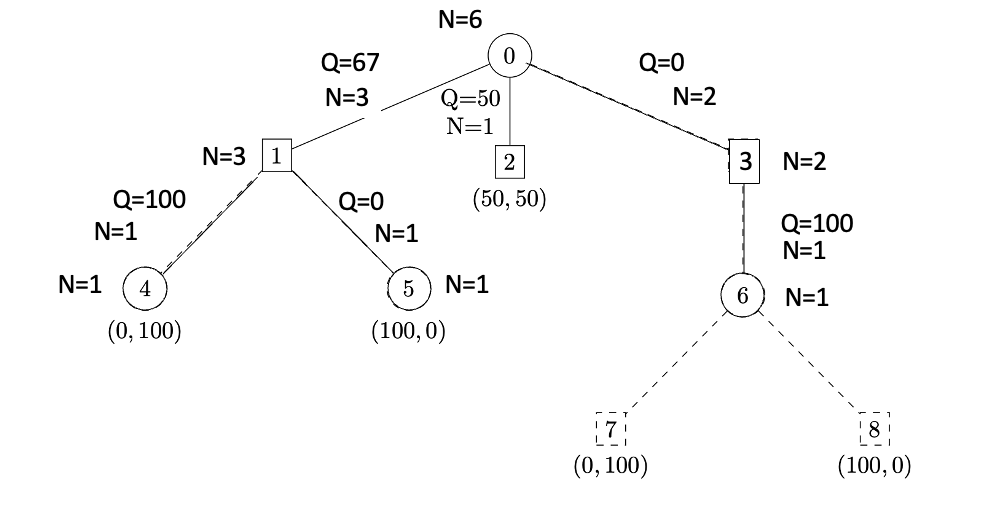 N=6
0
Q=67
Q=0
N=3
N=2
Q=50
N=1
N=3
1
2
3
N=2
(50, 50)
Q=100
Q=0
N=1
N=1
Q=100
N=1
N=1
4
5
N=1
6
N=1
(0, 100)
(100, 0)
7
8
(0, 100)
(100, 0)